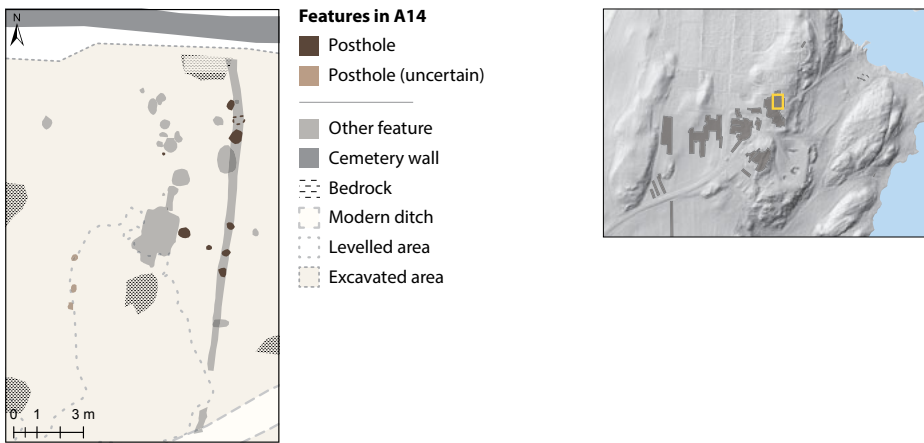 N
0 1 3 m
Features in A14
Posthole
Posthole (uncertain)
Other feature
Cemetery wall
Bedrock
Modern ditch
Levelled area
Excavated area